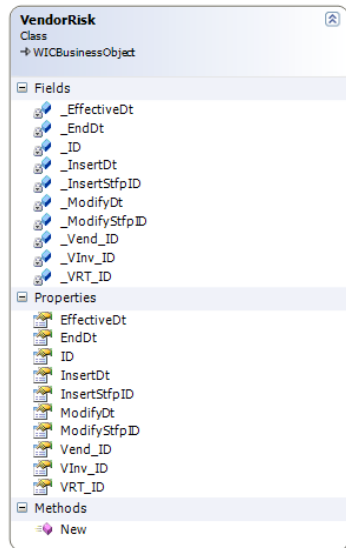 VendorRisk
Class
WICBusinessObject
Fields
_EffectiveDt
_EndDt
_ID
_InsertDt
_InsertStfpID
_ModifyDt
_ModifyStfpID
_Vend_ID
_VInv_ID
_VRT_ID
Properties
EffectiveDt
EndDt
ID
InsertDt
InsertStfpID
ModifyDt
ModifyStfpID
Vend_ID
VInv_ID
VRT_ID
Methods
New